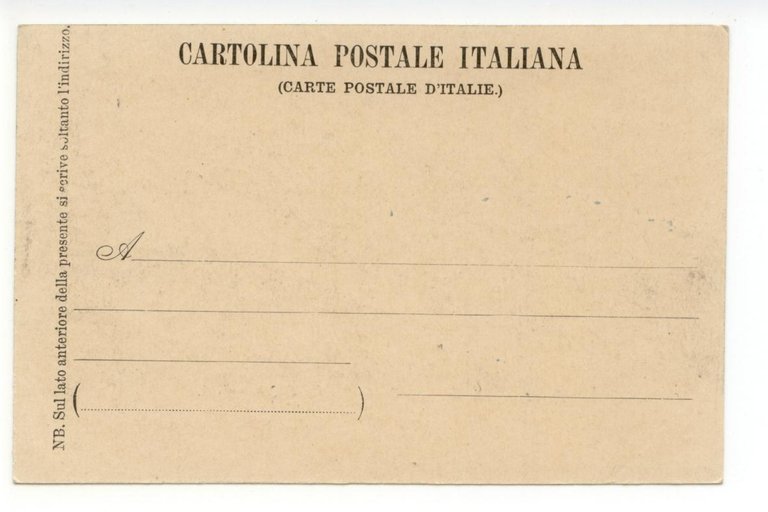 CARTOLINA POSTALE ITALIANA
(CARTE POSTALE D'ITALIE.)
A
()
NB. Sul lato anteriore della presente si scrive soltanto l'indirizzo.